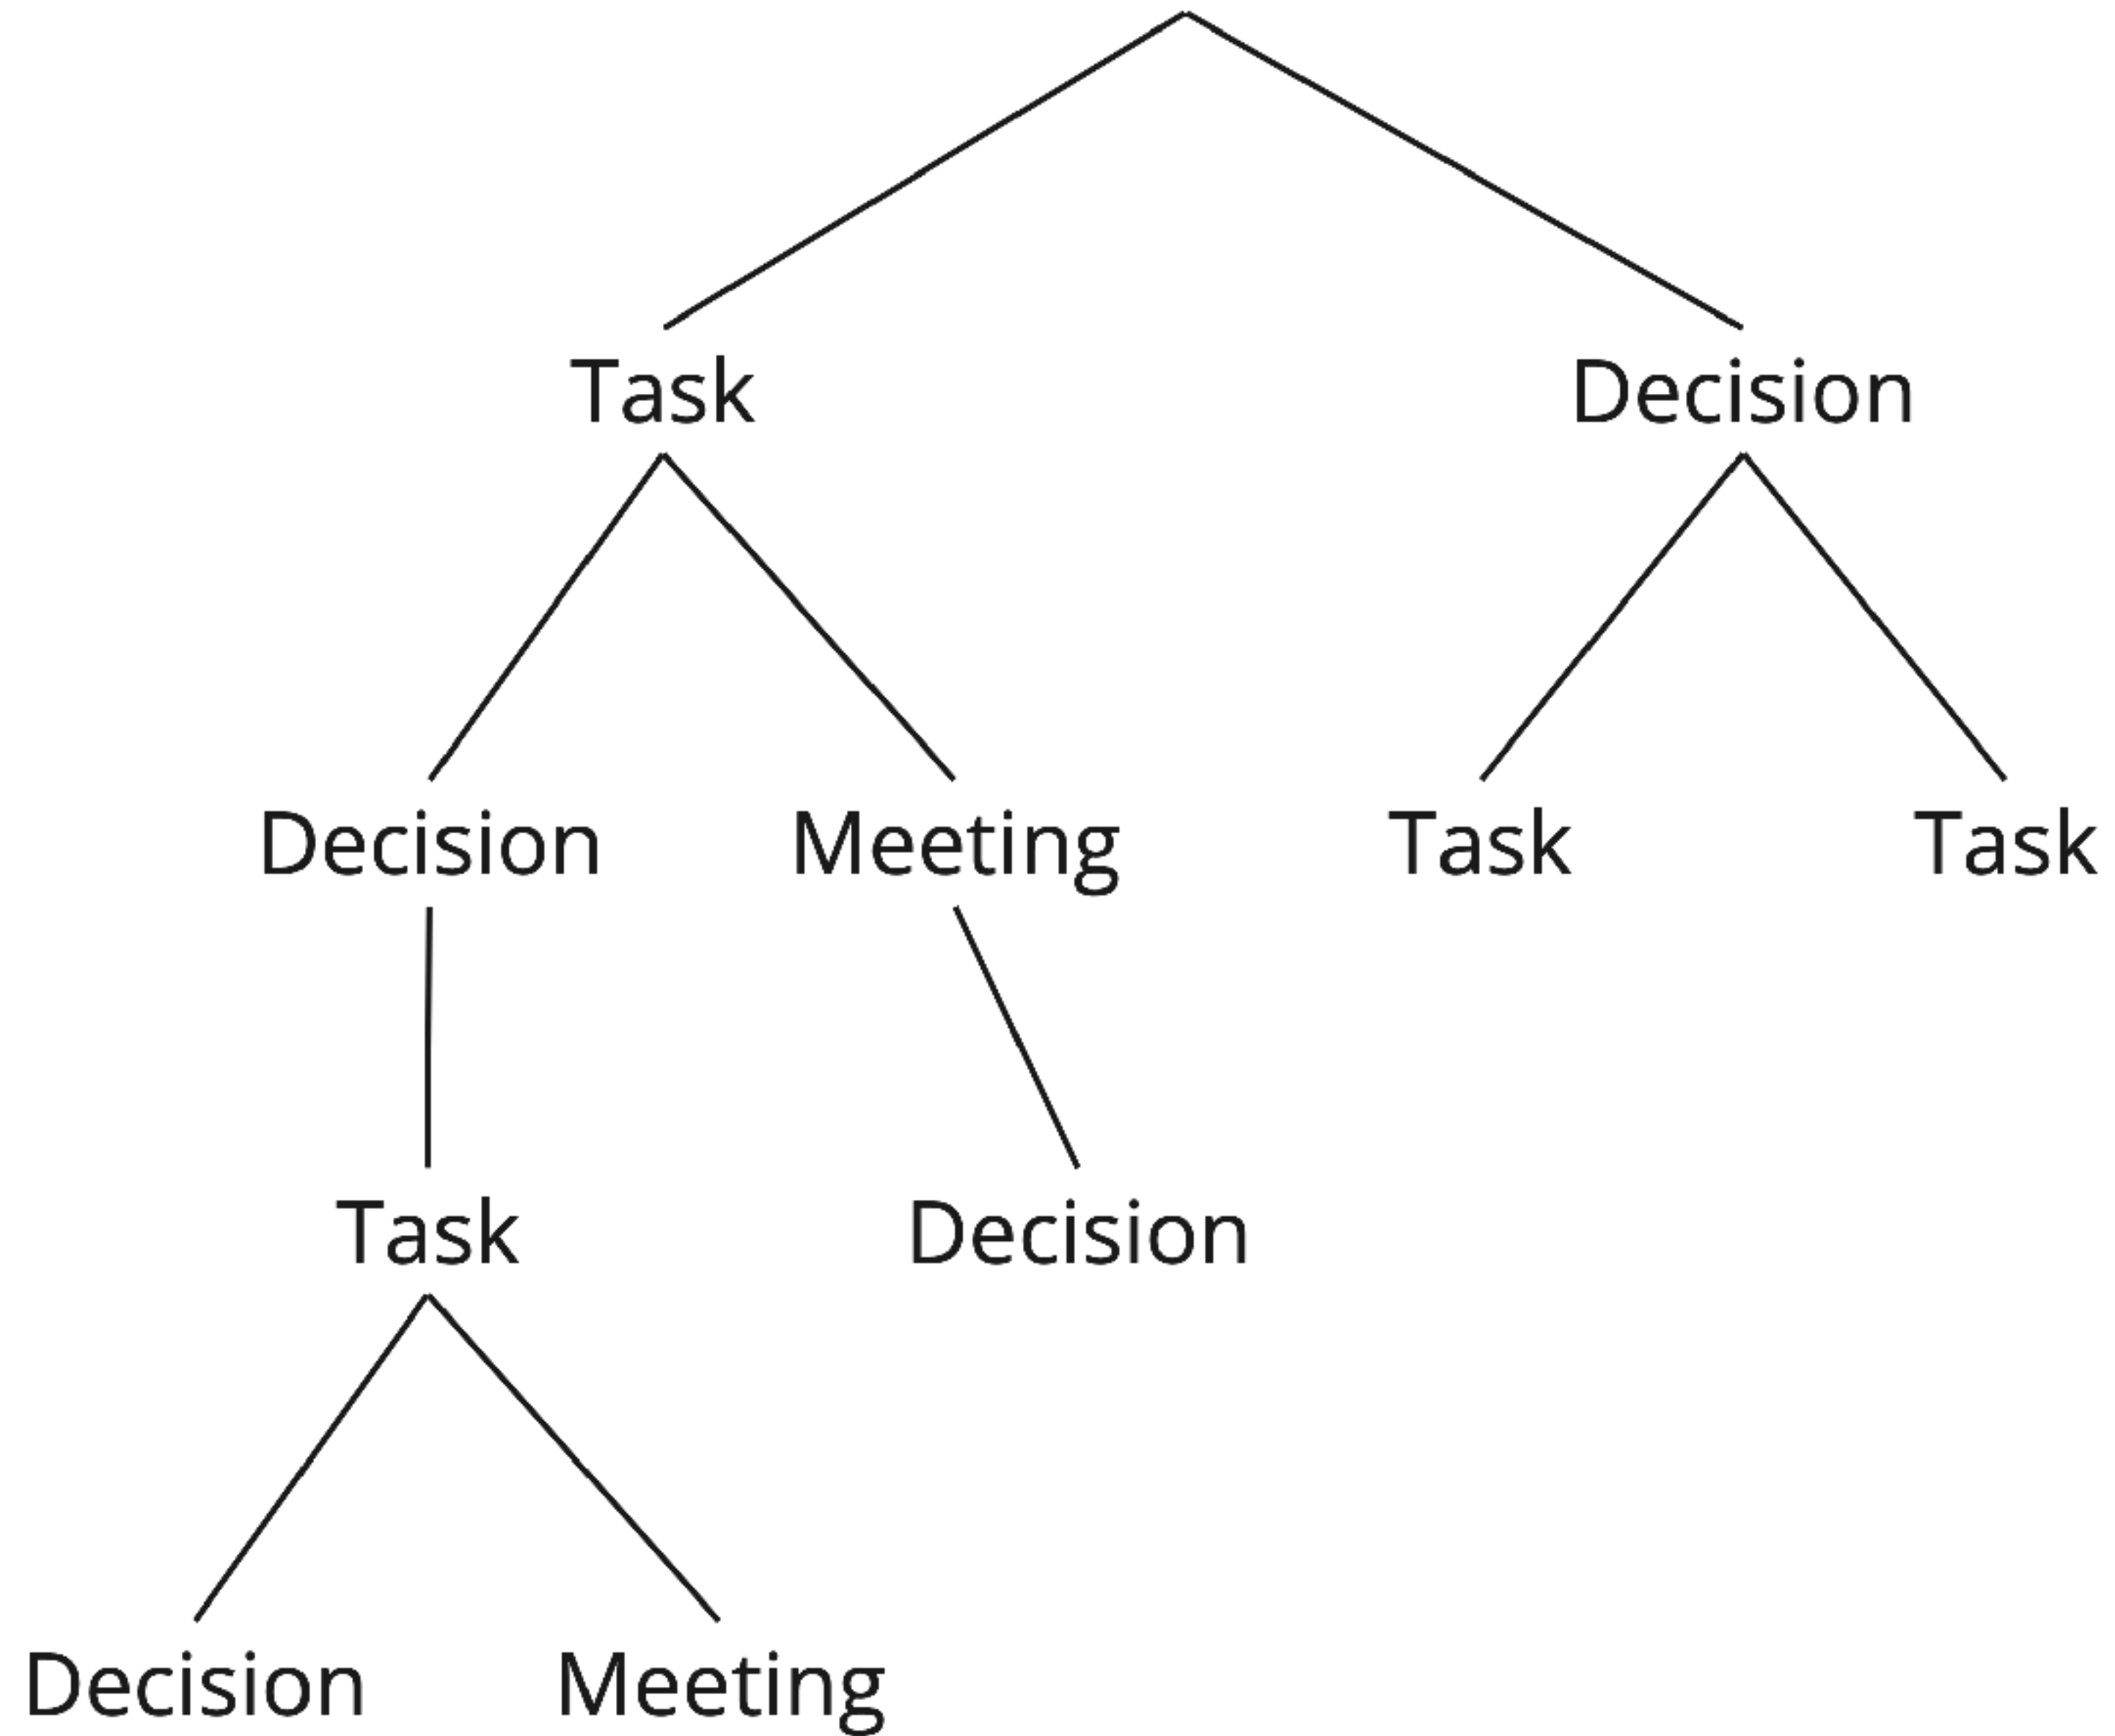 Task
Decision
Decision
Meeting
Task
Task
Task
Decision
Decision
Meeting